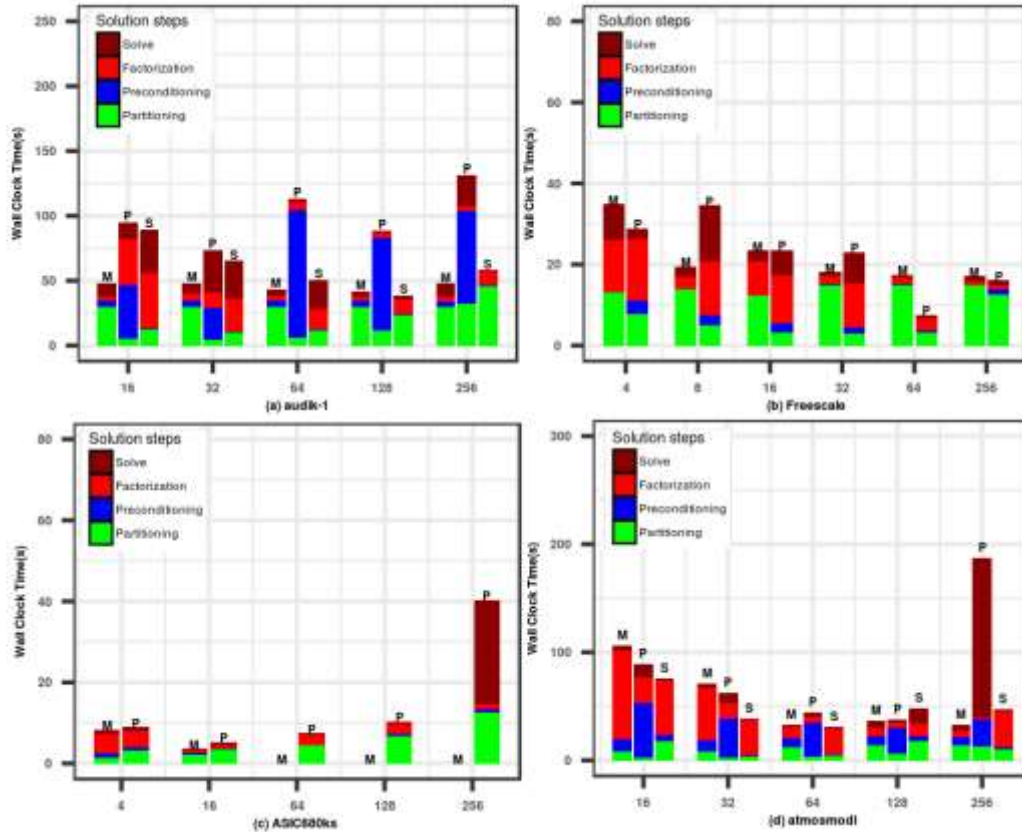 Solution steps
Solve
Factorization
Preconditioning
Partitioning
250
200
150
100
50
0
Wall Clock Time(s)
M P S
M P S
M P S
M P S
M P S
16 32 64 128 256
(a) audik-1
Solution steps
Solve
Factorization
Preconditioning
Partitioning
80
60
40
20
0
Wall Clock Time(s)
M P
M P
M P
M P
M P
M P
4 8 16 32 64 256
(b) Freescale
Solution steps
Solve
Factorization
Preconditioning
Partitioning
80
60
40
20
0
Wall Clock Time(s)
M P
M P
M P
M P
M P
4 16 64 128 256
(c) ASIC680ks
Solution steps
Solve
Factorization
Preconditioning
Partitioning
300
200
100
0
Wall Clock Time(s)
M P S
M P S
M P S
M P S
M P S
16 32 64 128 256
(d) atmosmodl